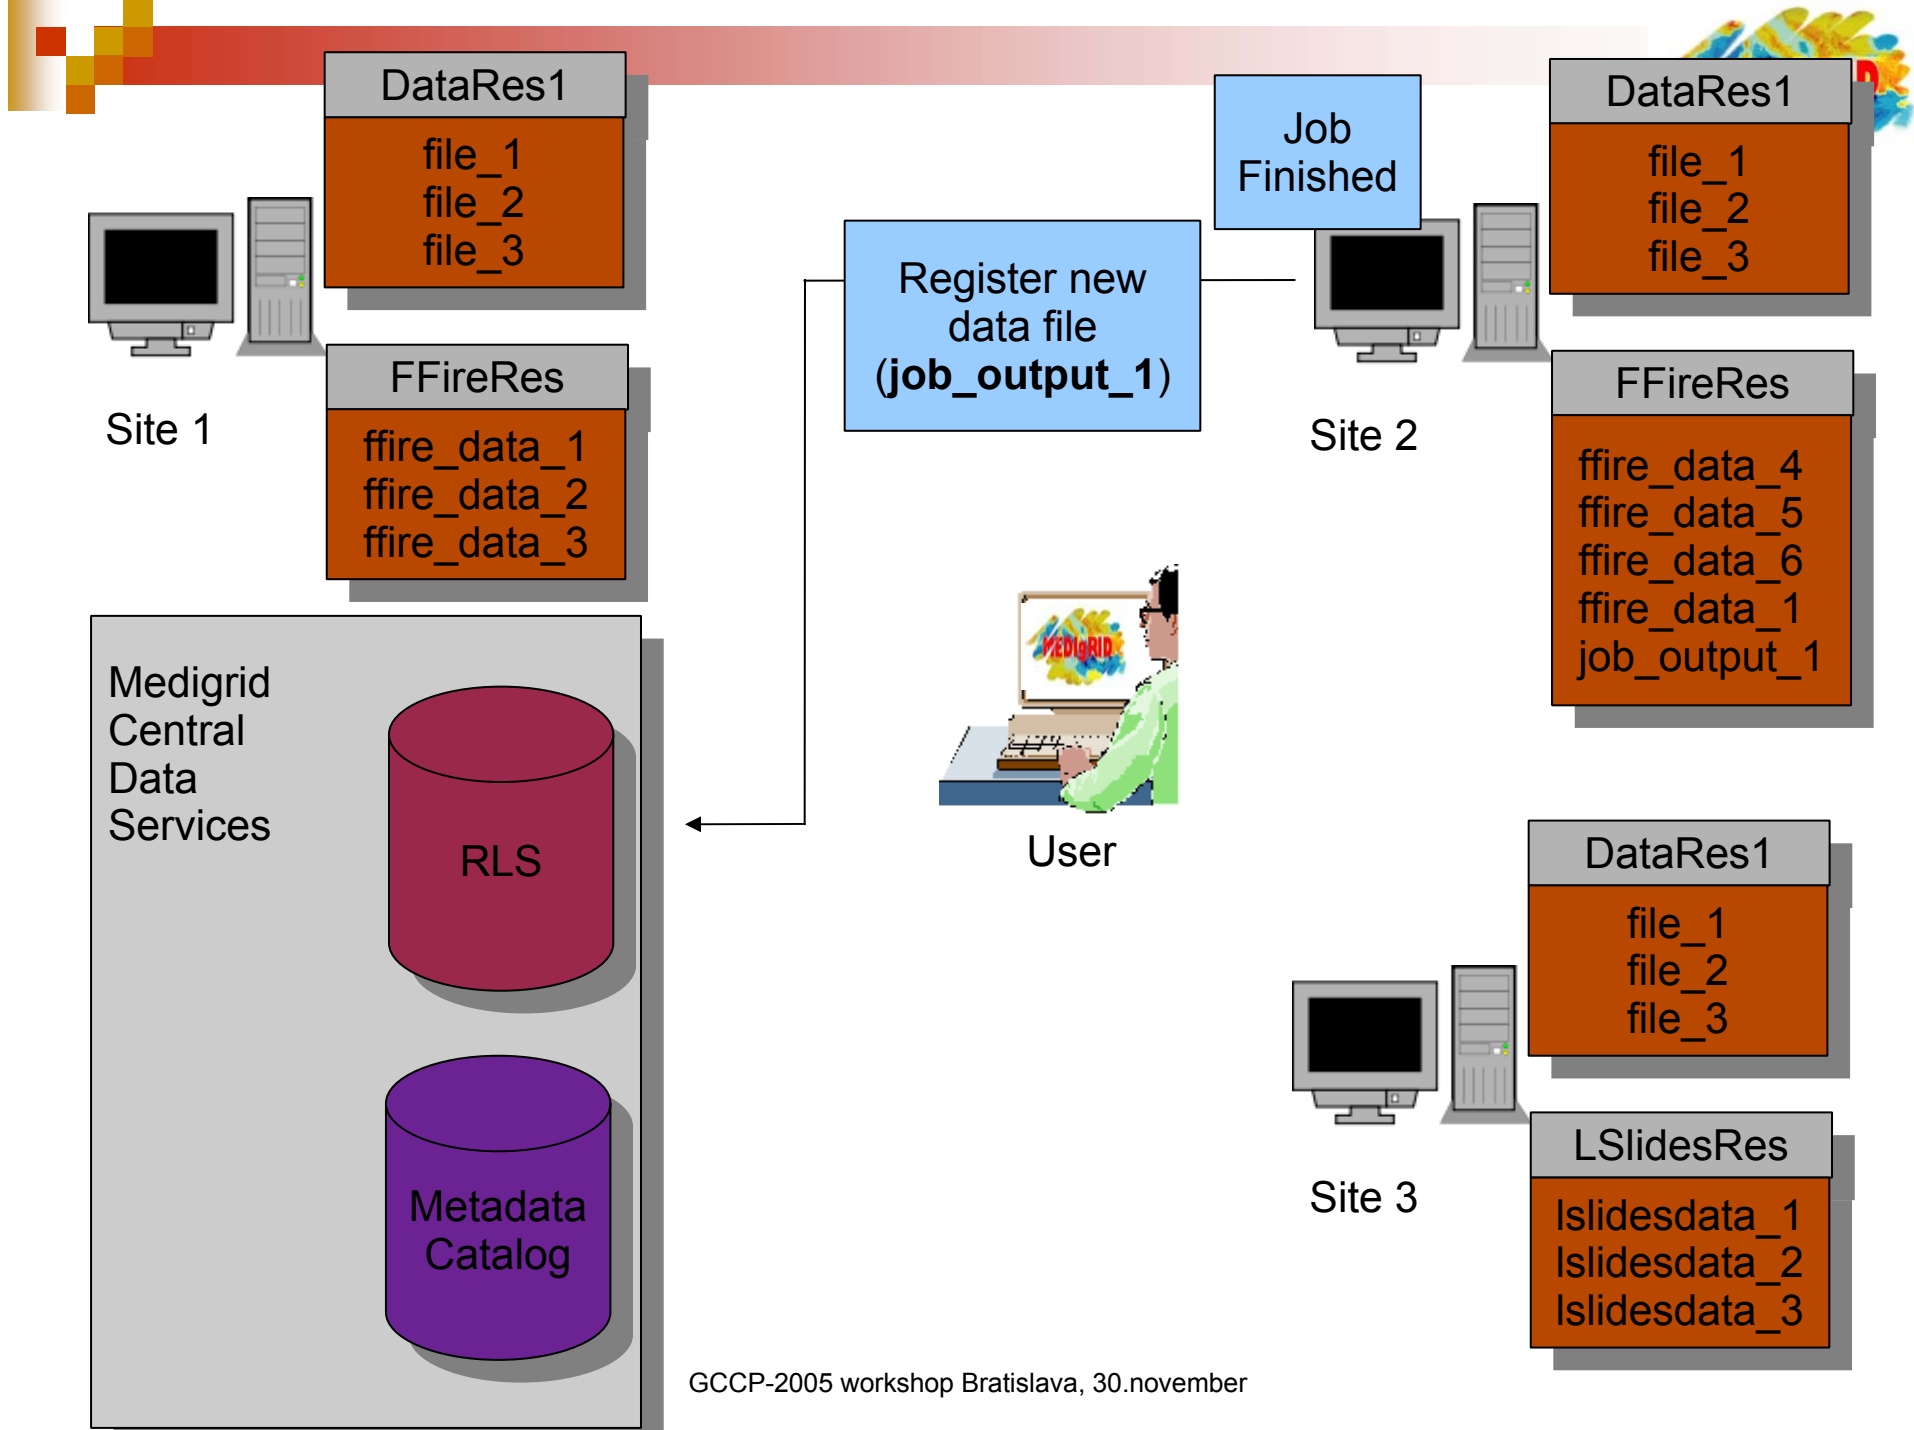 DataRes1
file_1
file_2
file_3
FFireRes
ffire_data_1
ffire_data_2
ffire_data_3
Site 1
Register new
data file
(job_output_1)
Job
Finished
DataRes1
file_1
file_2
file_3
Site 2
FFireRes
ffire_data_4
ffire_data_5
ffire_data_6
ffire_data_1
job_output_1
Medigrid
Central
Data
Services
RLS
Metadata
Catalog
MEDIgRID
User
DataRes1
file_1
file_2
file_3
Site 3
LSlidesRes
lslidesdata_1
lslidesdata_2
lslidesdata_3
GCCP-2005 workshop Bratislava, 30.november